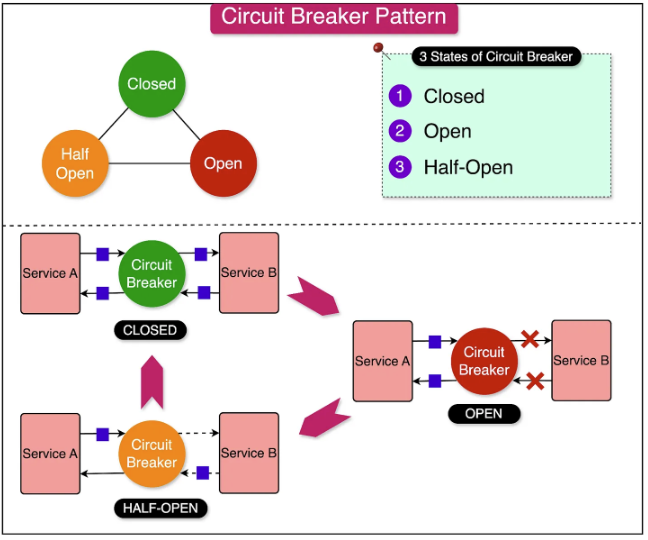 Circuit Breaker Pattern
Closed
Half
Open
Open
3 States of Circuit Breaker
1 Closed
2 Open
3 Half-Open
Service A
Circuit
Breaker
Service B
CLOSED
Service A
Circuit
Breaker
Service B
OPEN
Service A
Circuit
Breaker
Service B
HALF-OPEN